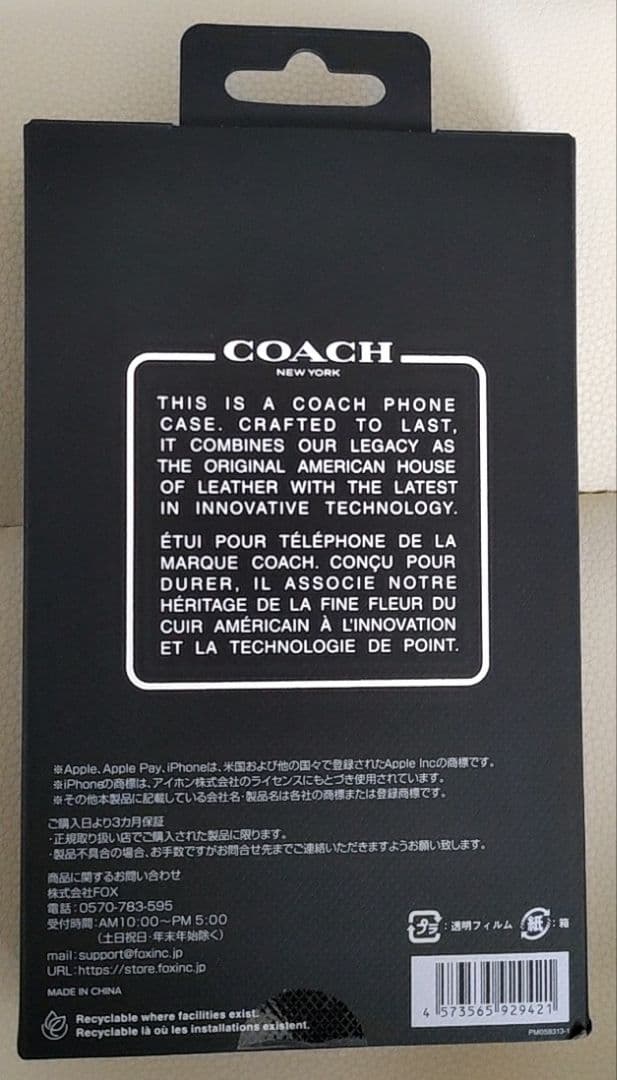 COACH
NEW YORK
THIS IS A COACH PHONE
CASE. CRAFTED TO LAST,
IT COMBINES OUR LEGACY AS
THE ORIGINAL AMERICAN HOUSE
OF LEATHER WITH THE LATEST
IN INNOVATIVE TECHNOLOGY.
ÉTUI POUR TÉLÉPHONE DE LA
MARQUE COACH. CONÇU POUR
DURER, IL ASSOCIE NOTRE
HÉRITAGE DE LA FINE FLEUR DU
CUIR AMÉRICAIN À L'INNOVATION
ET LA TECHNOLOGIE DE POINT.
※Apple、Apple Pay、iPhoneは、米国および他の国々で登録されたApple Incの商標です。
※iPhoneの商標は、アイホン株式会社のライセンスにもとづき使用されています。
※その他本製品に記載している会社名・製品名は各社の商標または登録商標です。
ご購入日より3カ月保証
・正規取り扱い店でご購入された製品に限ります。
・製品不具合の場合、お手数ですがお問合せ先までご連絡いただきますようお願い致します。
商品に関するお問い合わせ
株式会社FOX
電話:0570-783-595
受付時間:AM10:00〜PM 5:00
(土日祝日・年末年始除く)
mail:support@foxinc.jp
URL:https://store.foxinc.jp
MADE IN CHINA
Recyclable where facilities exist.
Recyclable là où les installations existent.
プラ:透明フィルム 紙:箱
4 573565 929421
PM059313-1